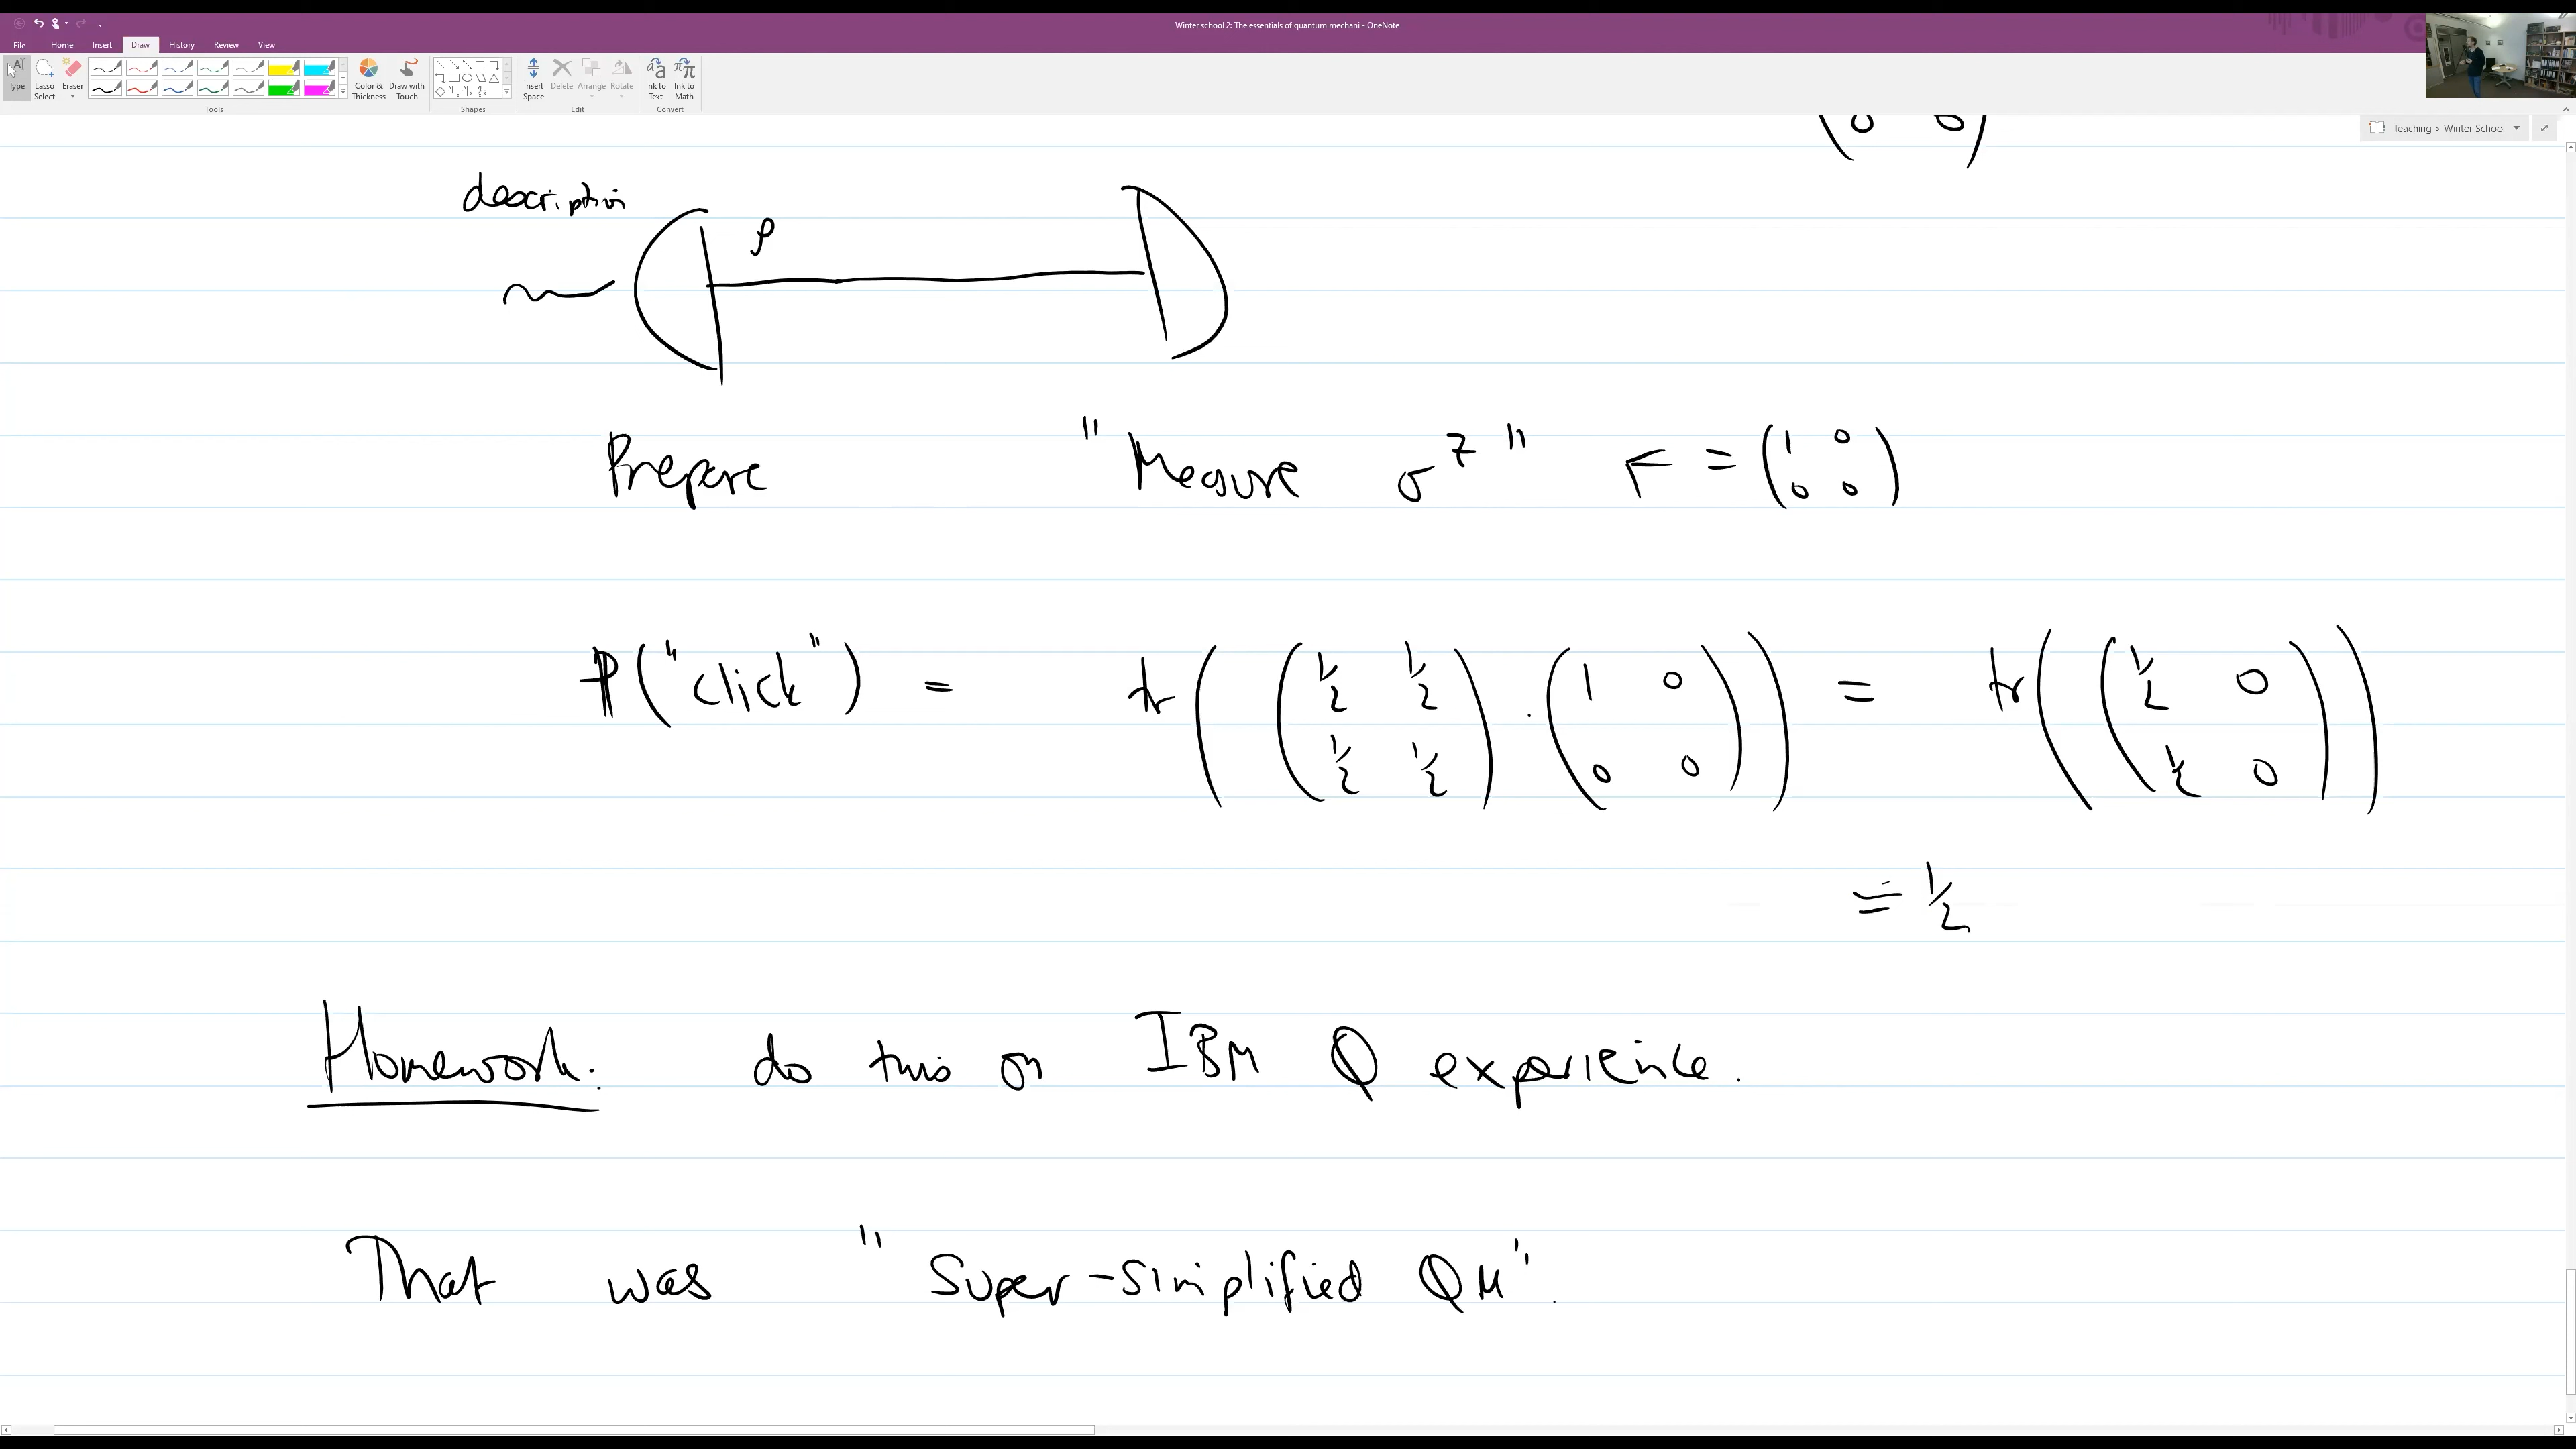 Winter school 2: The essentials of quantum mechani - OneNote
File Home Insert Draw History Review View
Type Lasso Select Eraser Color & Thickness Draw with Touch Insert Space Delete Arrange Rotate Ink to Text Ink to Math
Tools Shapes Edit Convert
Teaching > Winter School
(0 0)
description
ρ
Prepare "Measure σ^z" F = (1 0
0 0)
P("click") = tr((½ ½
½ ½) · (1 0
0 0)) = tr((½ 0
½ 0))
= ½
Homework: do this on IBM Q experience.
That was "Super-simplified QM".